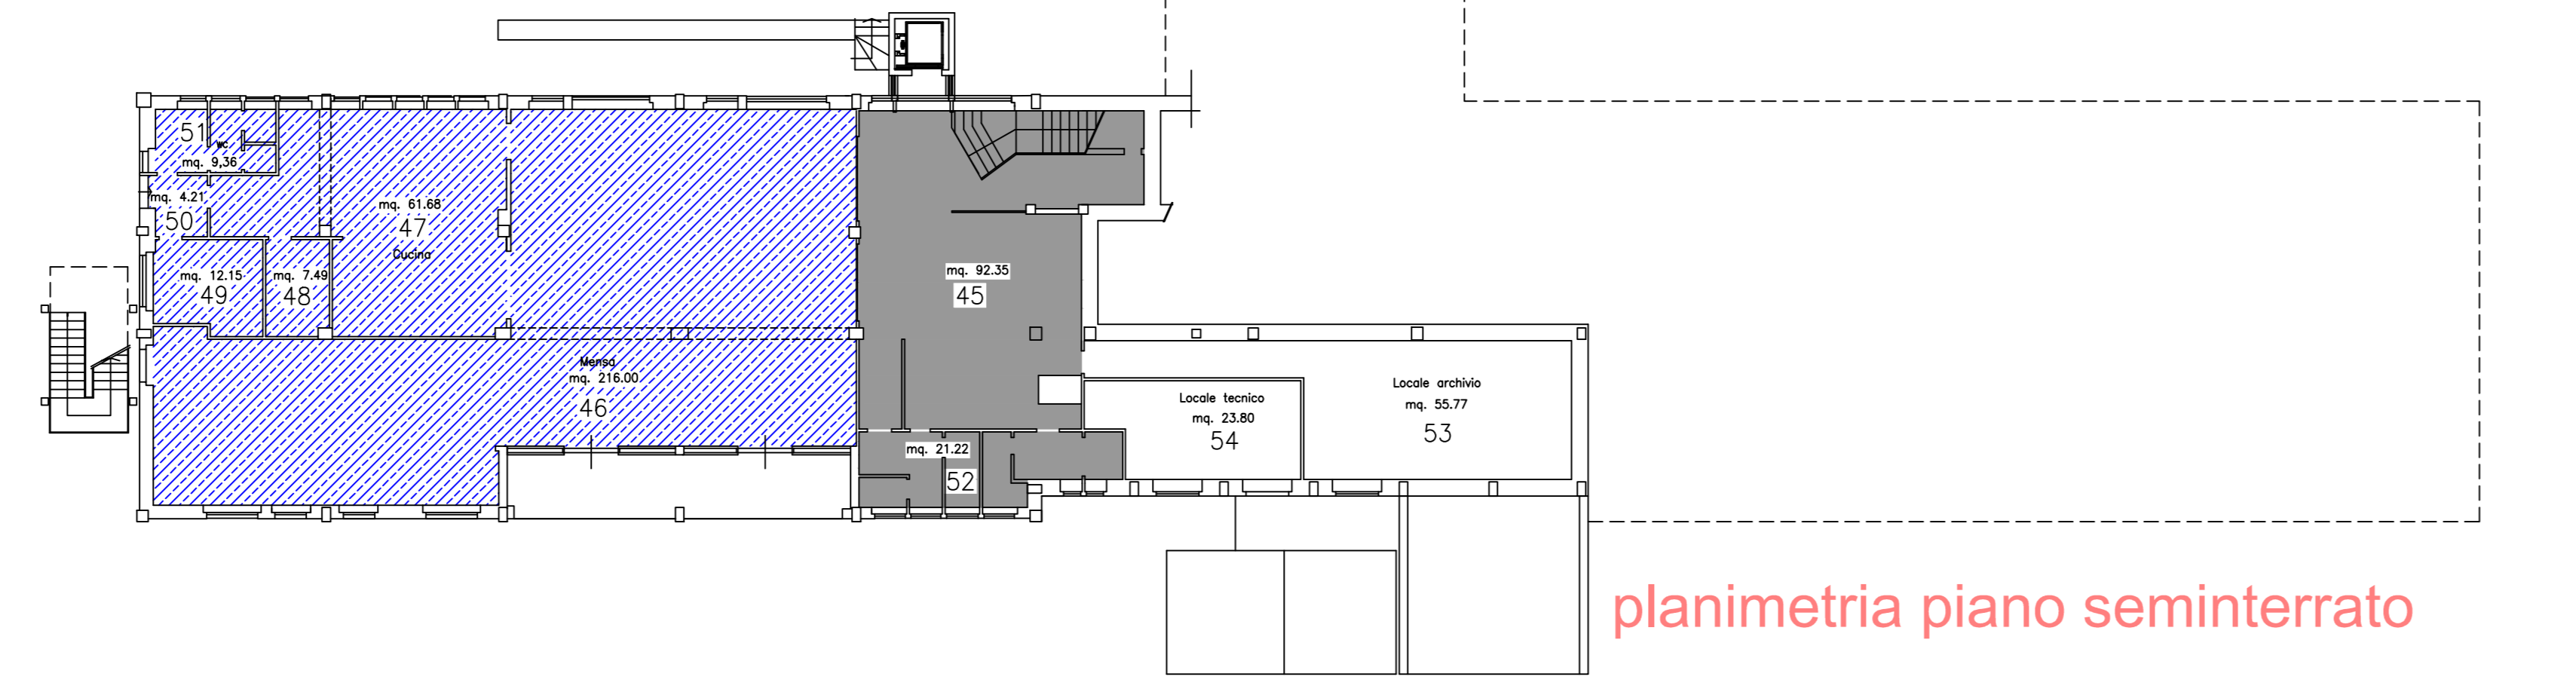 51
wc
mq. 9,36
mq. 4.21
50
mq. 61.68
47
Cucina
mq. 12.15
49
mq. 7.49
48
mq. 92.35
45
Mensa
mq. 216.00
46
mq. 21.22
52
Locale tecnico
mq. 23.80
54
Locale archivio
mq. 55.77
53
planimetria piano seminterrato